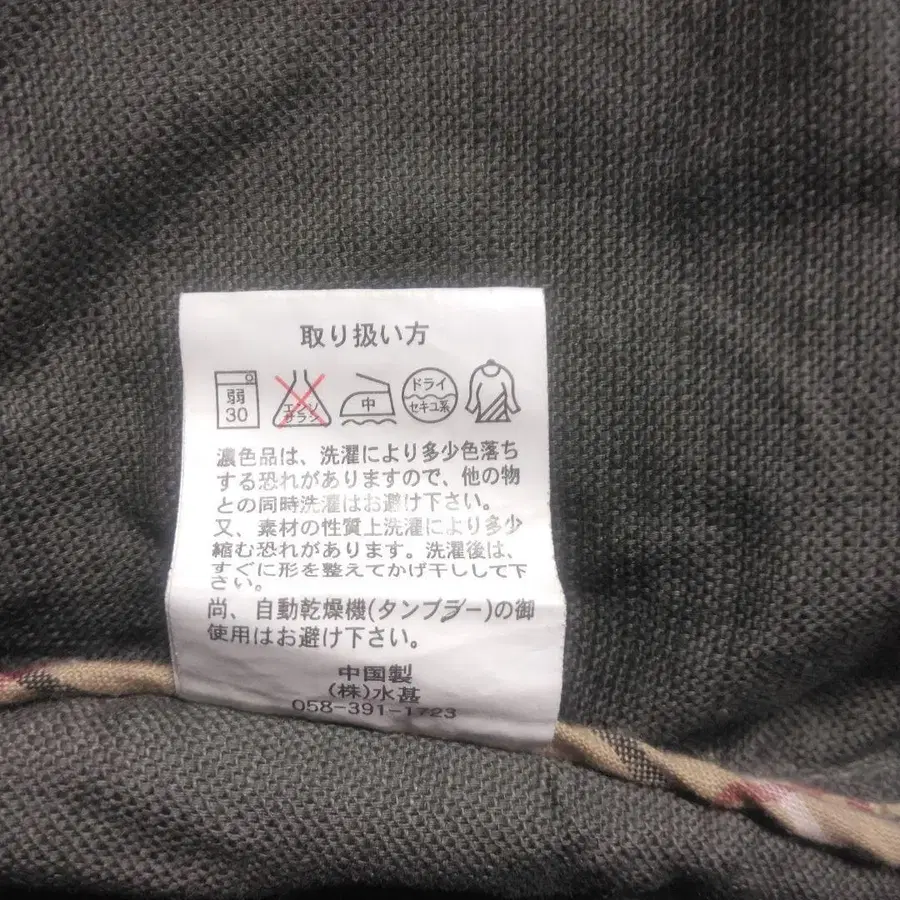 取り扱い方
弱
30
エンソ
サラシ
中
ドライ
セキユ系
濃色品は、洗濯により多少色落ち
する恐れがありますので、他の物
との同時洗濯はお避け下さい。
又、素材の性質上洗濯により多少
縮む恐れがあります。洗濯後は、
すぐに形を整えてかげ干しして下
さい。
尚、自動乾燥機(タンブラー)の御
使用はお避け下さい。
中国製
(株)水甚
058-391-1723